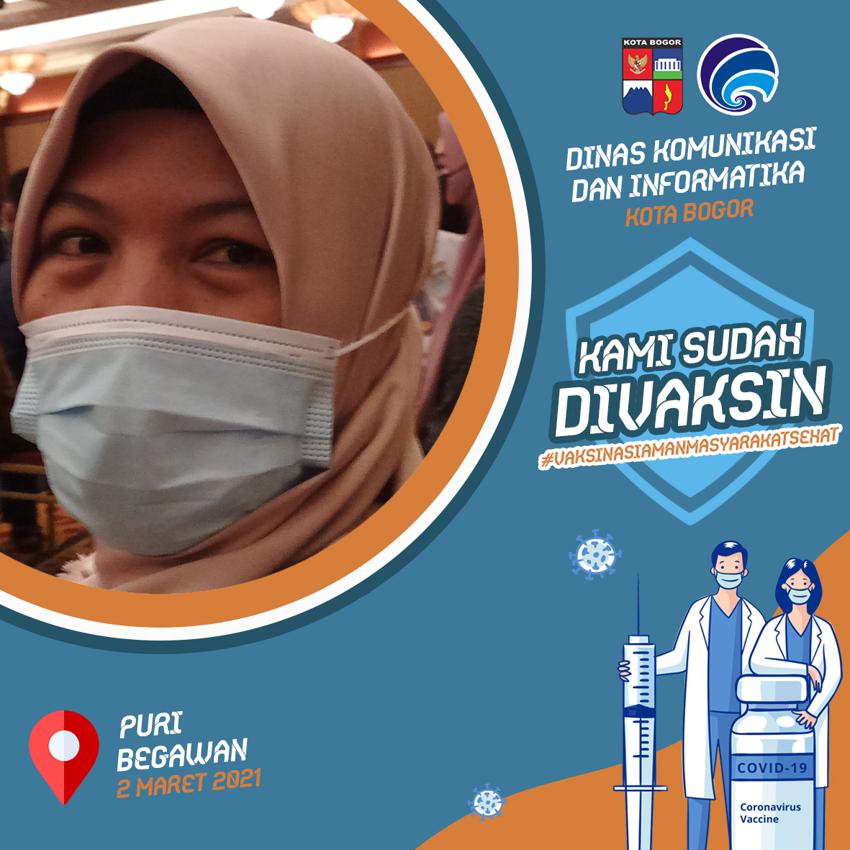 KOTA BOGOR
DINAS KOMUNIKASI
DAN INFORMATIKA
KOTA BOGOR
KAMI SUDAH
DIVAKSIN
#VAKSINASIAMANMASYARAKATSEHAT
PURI
BEGAWAN
2 MARET 2021
COVID-19
Coronavirus
Vaccine